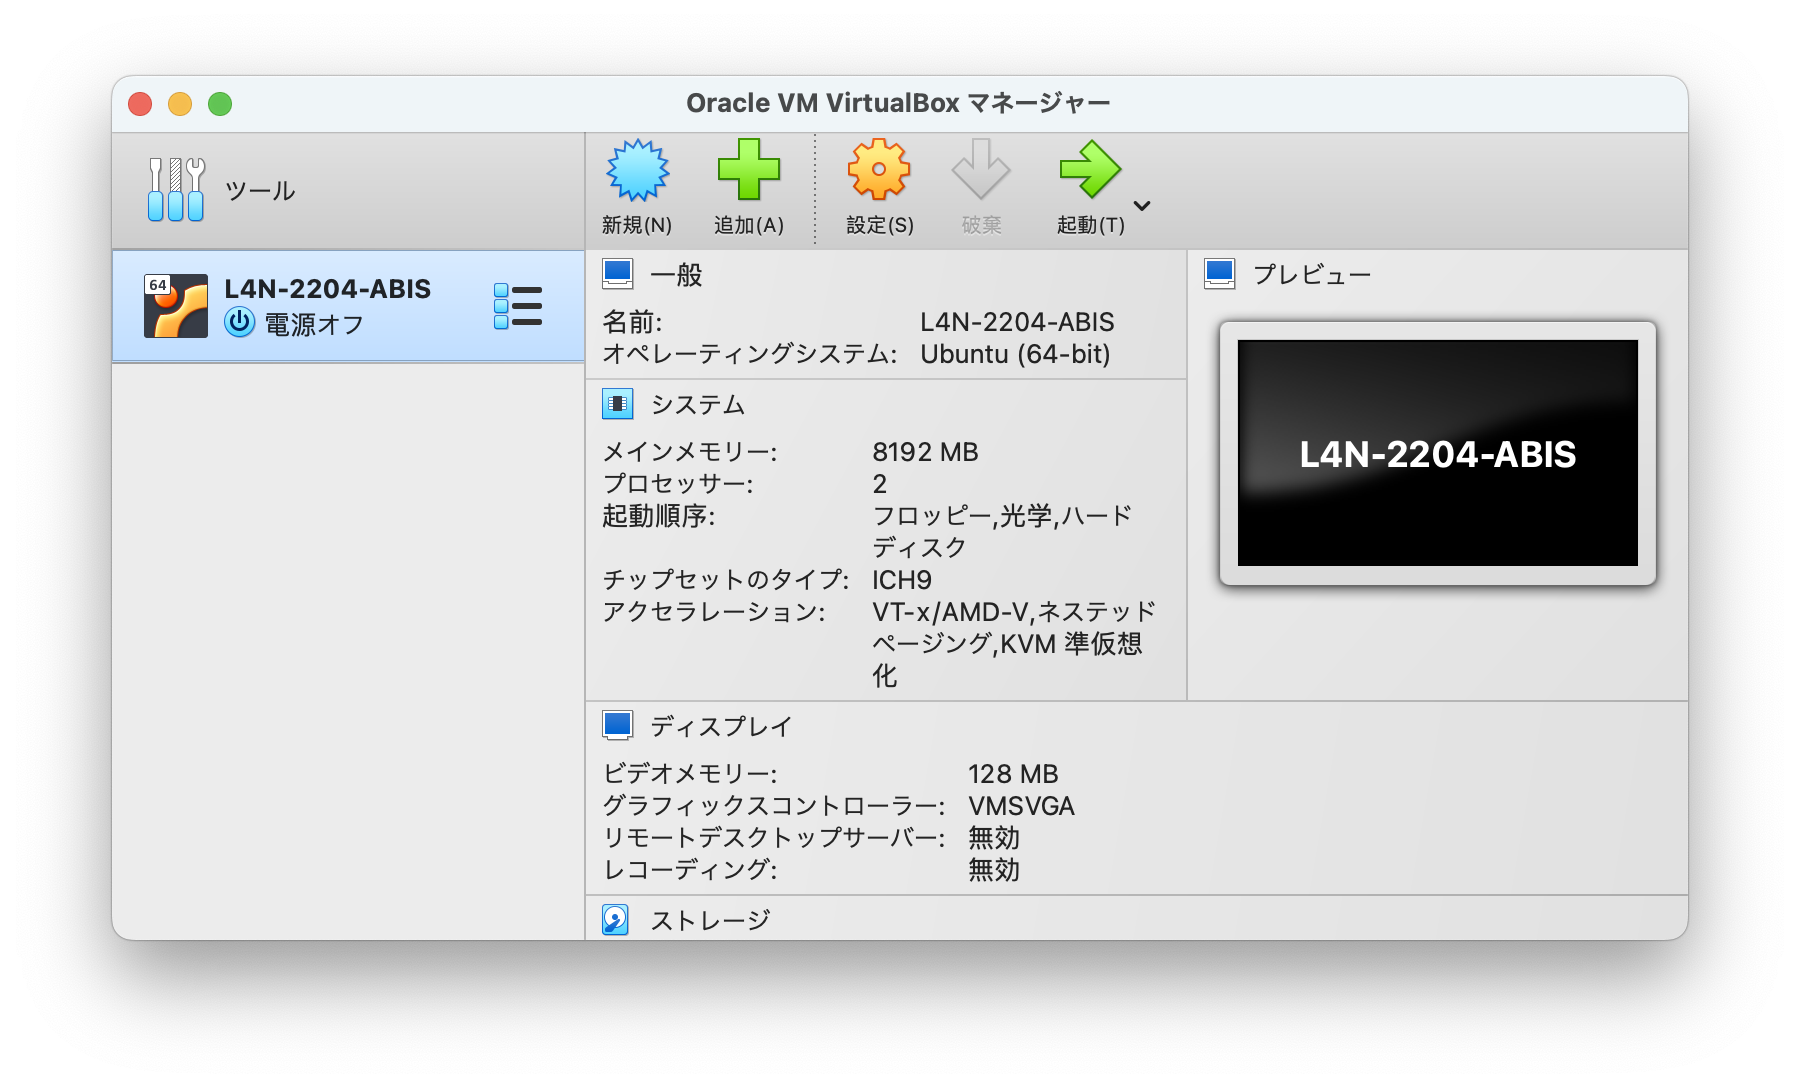 Oracle VM VirtualBox マネージャー
ツール
新規(N)
追加(A)
設定(S)
破棄
起動(T)
64
L4N-2204-ABIS
電源オフ
一般
名前: L4N-2204-ABIS
オペレーティングシステム: Ubuntu (64-bit)
システム
メインメモリー: 8192 MB
プロセッサー: 2
起動順序: フロッピー,光学,ハード
ディスク
チップセットのタイプ: ICH9
アクセラレーション: VT-x/AMD-V,ネステッド
ページング,KVM 準仮想
化
プレビュー
L4N-2204-ABIS
ディスプレイ
ビデオメモリー: 128 MB
グラフィックスコントローラー: VMSVGA
リモートデスクトップサーバー: 無効
レコーディング: 無効
ストレージ